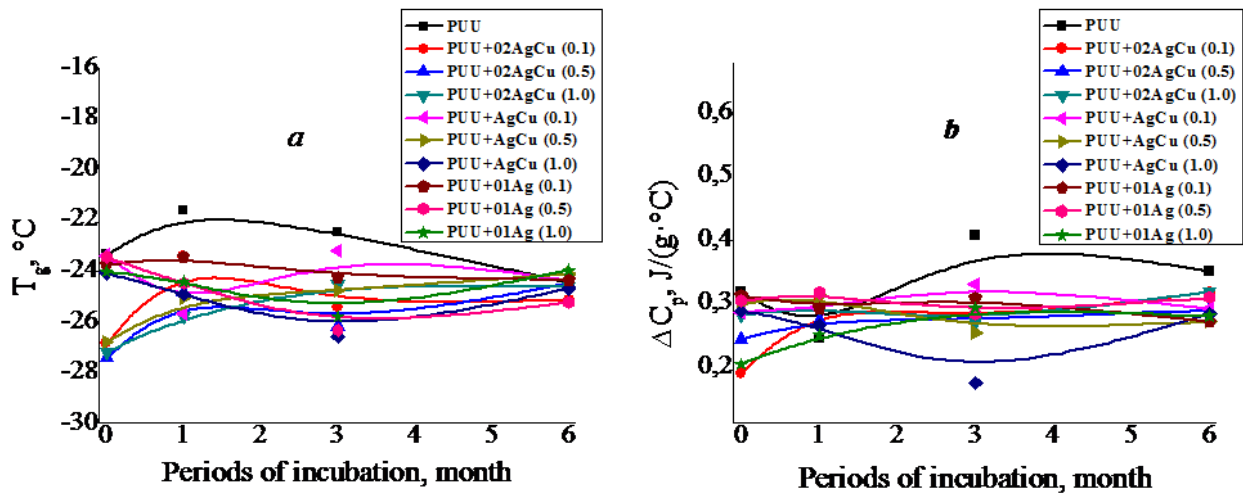 a
T g, °C
-16
-18
-20
-22
-24
-26
-28
-30
0 1 2 3 4 5 6
Periods of incubation, month
PUU
PUU+02AgCu (0.1)
PUU+02AgCu (0.5)
PUU+02AgCu (1.0)
PUU+AgCu (0.1)
PUU+AgCu (0.5)
PUU+AgCu (1.0)
PUU+01Ag (0.1)
PUU+01Ag (0.5)
PUU+01Ag (1.0)
b
ΔC p, J/(g·°C)
0,6
0,5
0,4
0,3
0,2
0 1 2 3 4 5 6
Periods of incubation, month
PUU
PUU+02AgCu (0.1)
PUU+02AgCu (0.5)
PUU+02AgCu (1.0)
PUU+AgCu (0.1)
PUU+AgCu (0.5)
PUU+AgCu (1.0)
PUU+01Ag (0.1)
PUU+01Ag (0.5)
PUU+01Ag (1.0)